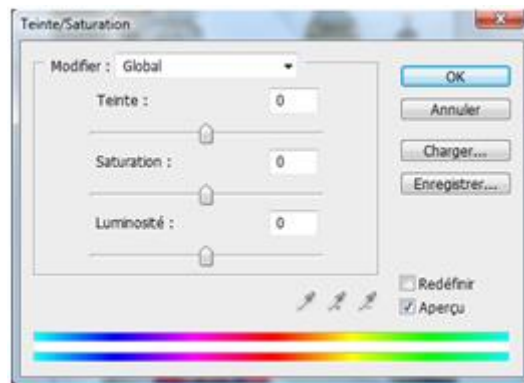 Teinte/Saturation
Modifier : Global
Teinte : 0
Saturation : 0
Luminosité : 0
OK
Annuler
Charger...
Enregistrer...
Redéfinir
Aperçu